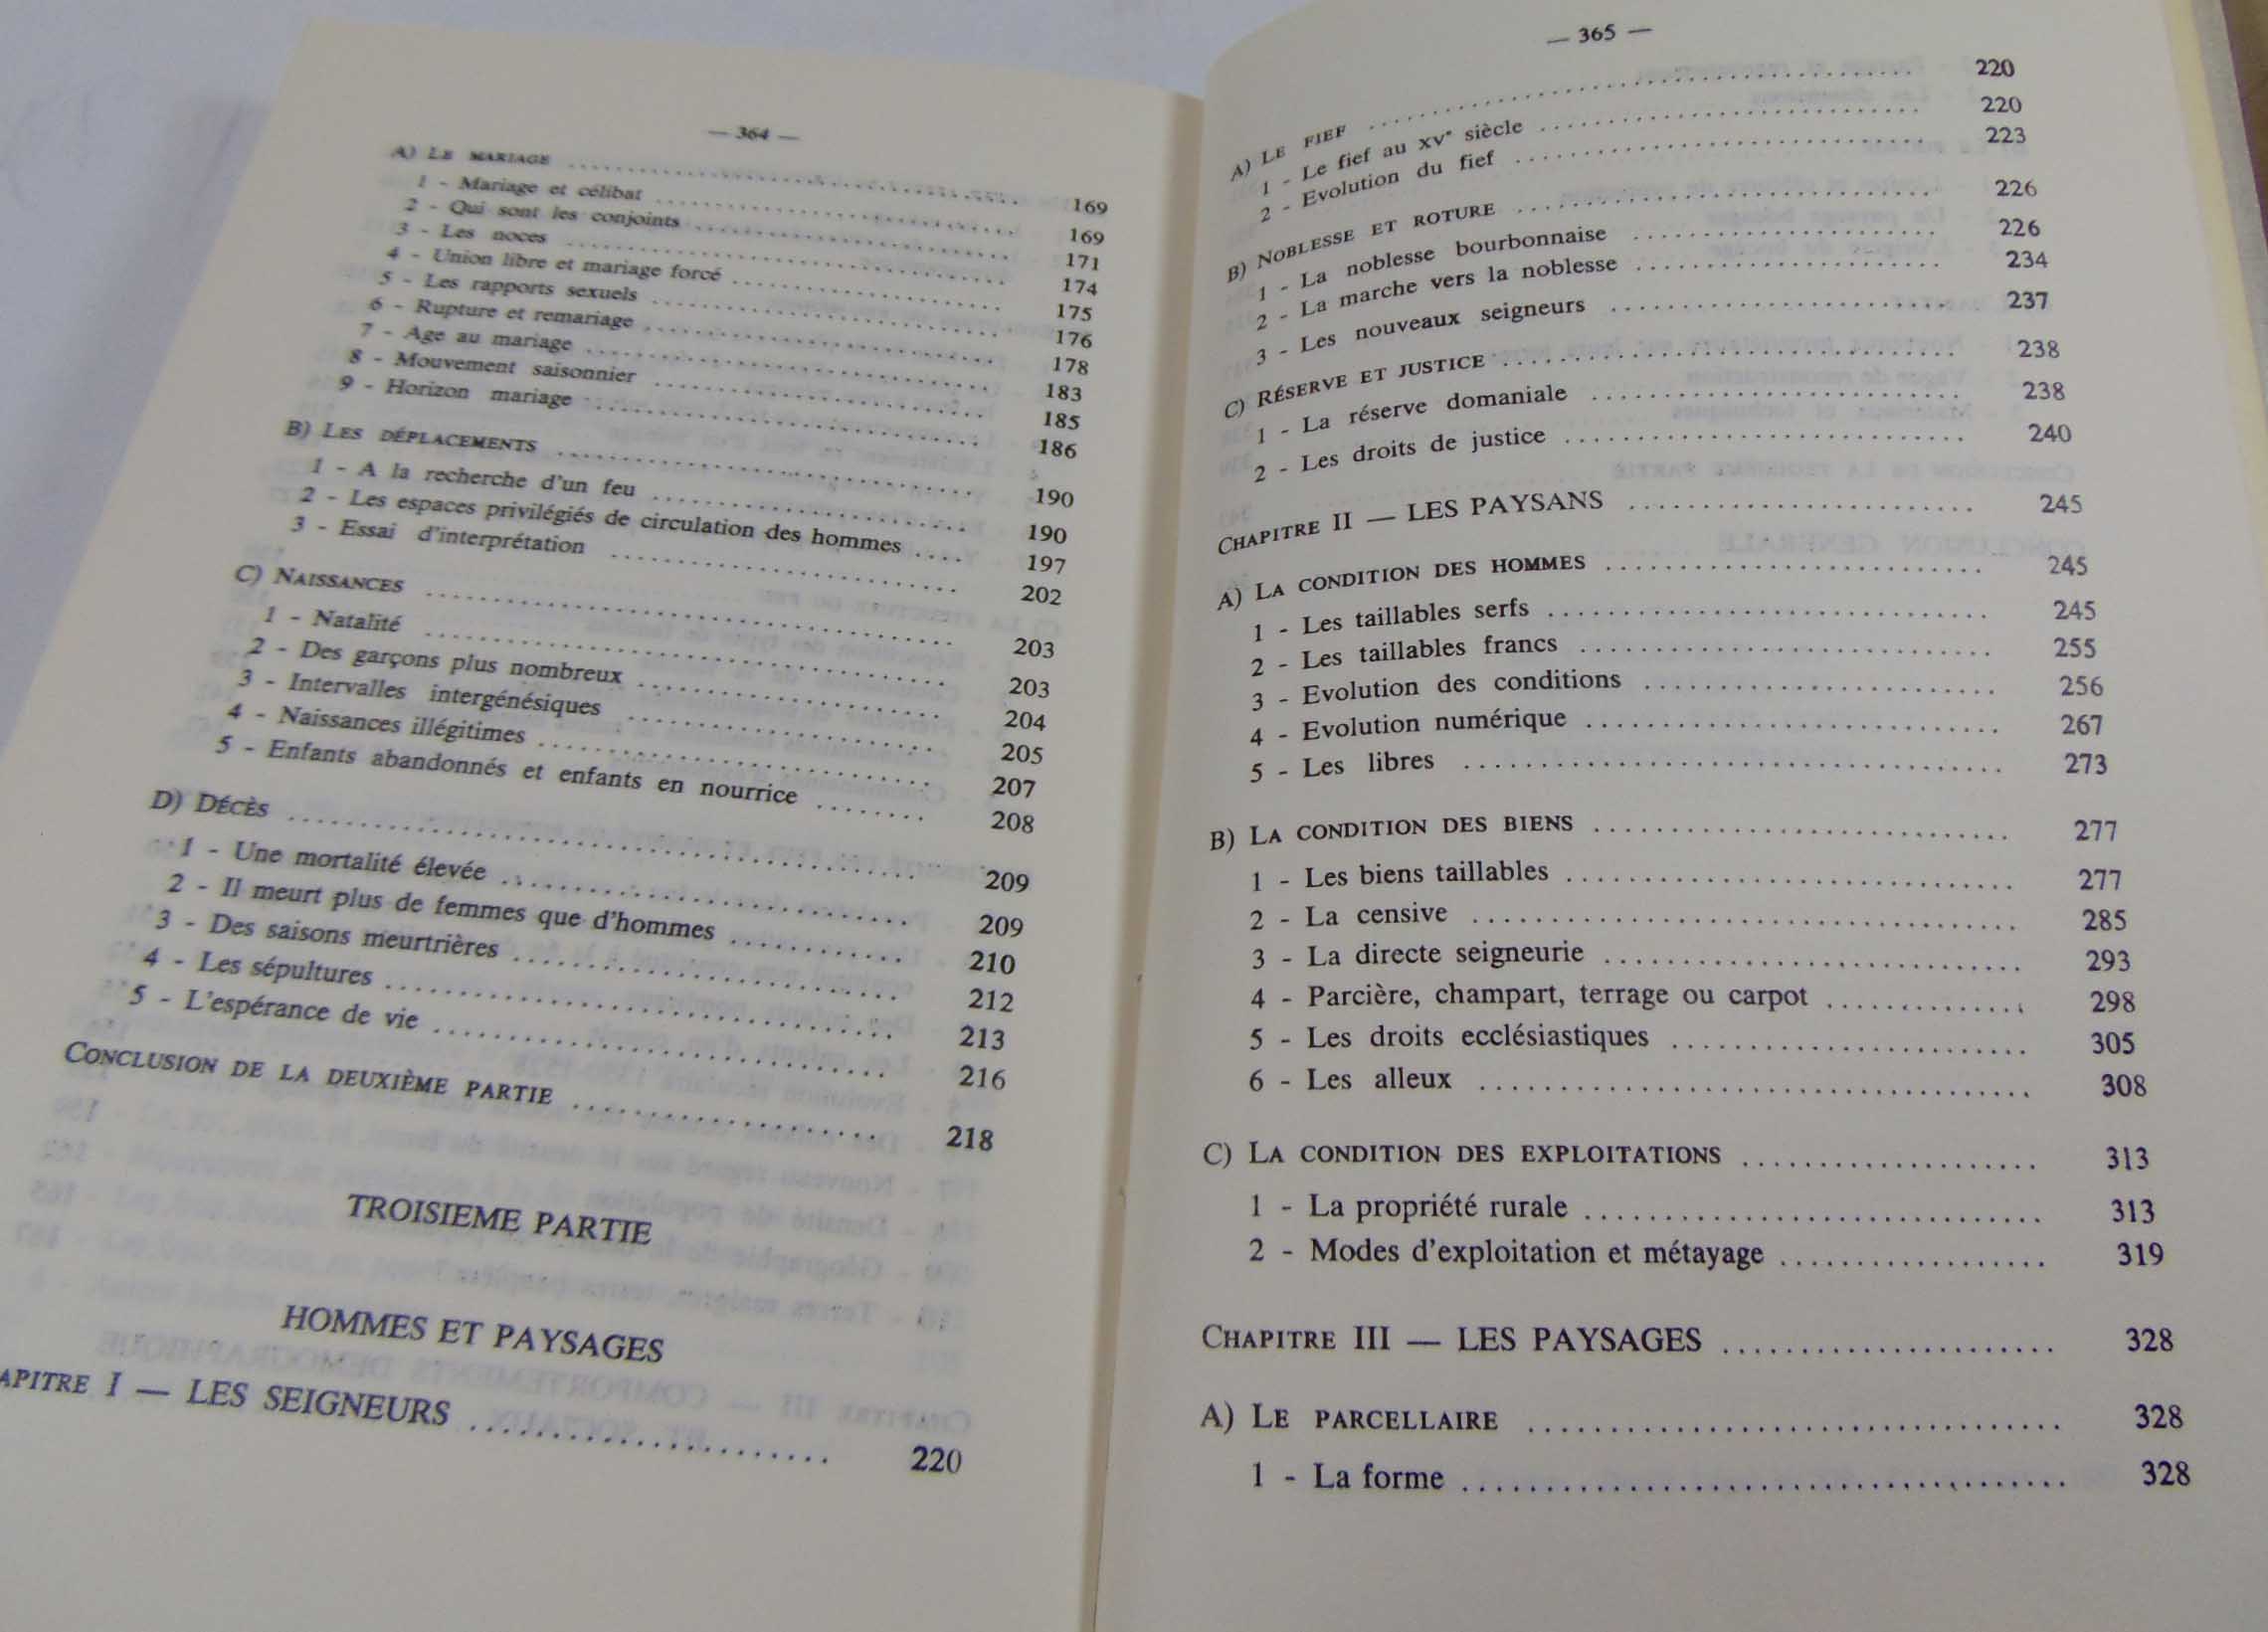 — 364 —
A) LE MARIAGE ........ 169
1 - Mariage et célibat ........ 169
2 - Qui sont les conjoints ........ 171
3 - Les noces ........ 174
4 - Union libre et mariage forcé ........ 175
5 - Les rapports sexuels ........ 176
6 - Rupture et remariage ........ 178
7 - Age au mariage ........ 183
8 - Mouvement saisonnier ........ 185
9 - Horizon mariage ........ 186
B) LES DÉPLACEMENTS ........ 190
1 - A la recherche d'un feu ........ 190
2 - Les espaces privilégiés de circulation des hommes .... 197
3 - Essai d'interprétation ........ 202
C) NAISSANCES ........ 203
1 - Natalité ........ 203
2 - Des garçons plus nombreux ........ 204
3 - Intervalles intergénésiques ........ 205
4 - Naissances illégitimes ........ 207
5 - Enfants abandonnés et enfants en nourrice ........ 208
D) DÉCÈS ........ 209
1 - Une mortalité élevée ........ 209
2 - Il meurt plus de femmes que d'hommes ........ 210
3 - Des saisons meurtrières ........ 212
4 - Les sépultures ........ 213
5 - L'espérance de vie ........ 216
CONCLUSION DE LA DEUXIÈME PARTIE ........ 218
TROISIEME PARTIE
HOMMES ET PAYSAGES
APITRE I — LES SEIGNEURS ........ 220
— 365 —
A) LE FIEF ........ 220
1 - Le fief au XVe siècle ........ 220
2 - Evolution du fief ........ 223
B) NOBLESSE ET ROTURE ........ 226
1 - La noblesse bourbonnaise ........ 226
2 - La marche vers la noblesse ........ 234
3 - Les nouveaux seigneurs ........ 237
C) RÉSERVE ET JUSTICE ........ 238
1 - La réserve domaniale ........ 238
2 - Les droits de justice ........ 240
CHAPITRE II — LES PAYSANS ........ 245
A) LA CONDITION DES HOMMES ........ 245
1 - Les taillables serfs ........ 245
2 - Les taillables francs ........ 255
3 - Evolution des conditions ........ 256
4 - Evolution numérique ........ 267
5 - Les libres ........ 273
B) LA CONDITION DES BIENS ........ 277
1 - Les biens taillables ........ 277
2 - La censive ........ 285
3 - La directe seigneurie ........ 293
4 - Parcière, champart, terrage ou carpot ........ 298
5 - Les droits ecclésiastiques ........ 305
6 - Les alleux ........ 308
C) LA CONDITION DES EXPLOITATIONS ........ 313
1 - La propriété rurale ........ 313
2 - Modes d'exploitation et métayage ........ 319
CHAPITRE III — LES PAYSAGES ........ 328
A) LE PARCELLAIRE ........ 328
1 - La forme ........ 328